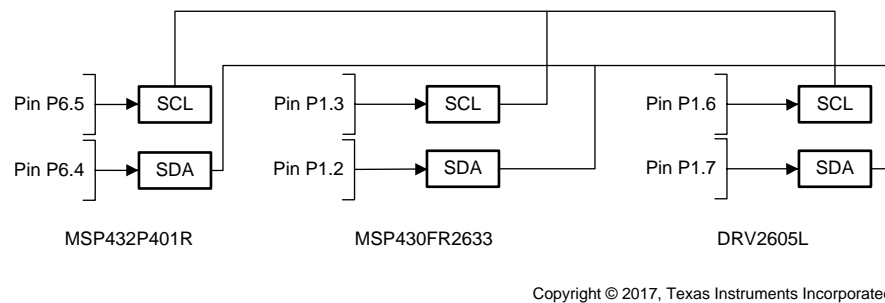 Pin P6.5 SCL Pin P1.3 SCL Pin P1.6 SCL
Pin P6.4 SDA Pin P1.2 SDA Pin P1.7 SDA
MSP432P401R MSP430FR2633 DRV2605L
Copyright © 2017, Texas Instruments Incorporated